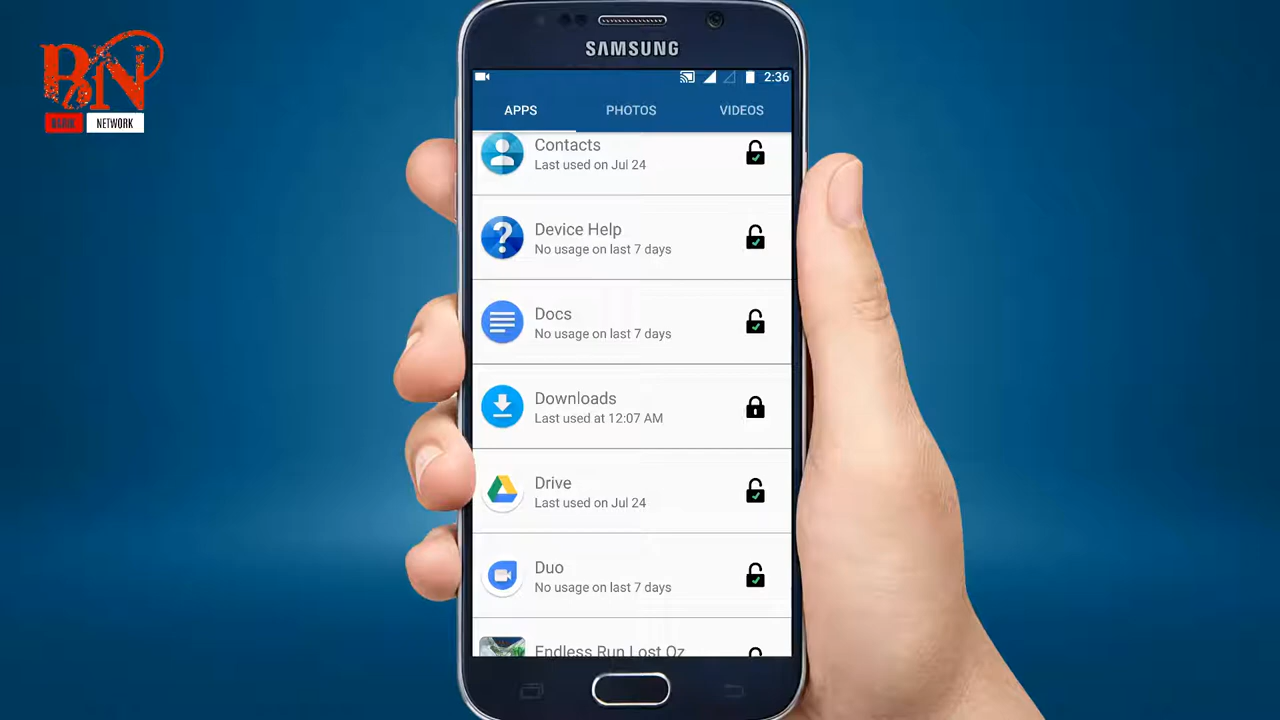 BN
NETWORK
SAMSUNG
2:36
APPS PHOTOS VIDEOS
Contacts
Last used on Jul 24
Device Help
No usage on last 7 days
Docs
No usage on last 7 days
Downloads
Last used at 12:07 AM
Drive
Last used on Jul 24
Duo
No usage on last 7 days
Endless Run Lost Oz